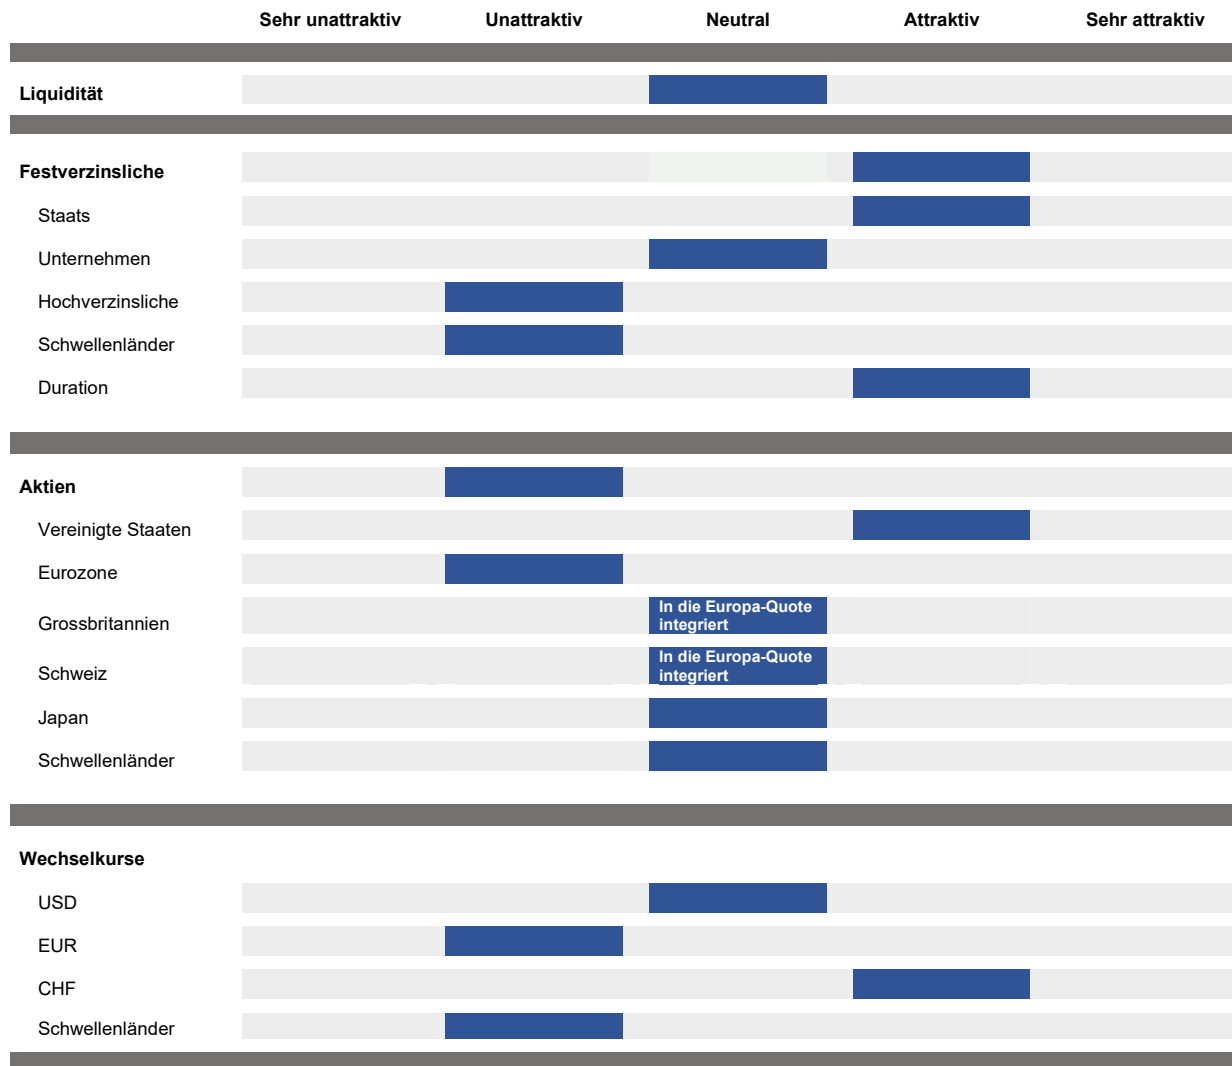 Sehr unattraktiv Unattraktiv Neutral Attraktiv Sehr attraktiv
Liquidität
Festverzinsliche
Staats
Unternehmen
Hochverzinsliche
Schwellenländer
Duration
Aktien
Vereinigte Staaten
Eurozone
In die Europa-Quote
integriert
Grossbritannien
In die Europa-Quote
integriert
Schweiz
Japan
Schwellenländer
Wechselkurse
USD
EUR
CHF
Schwellenländer